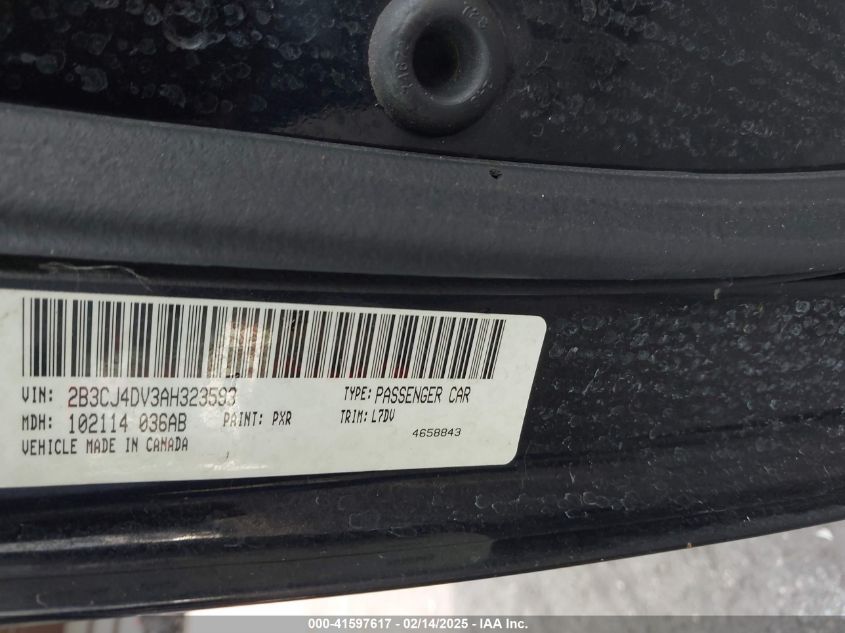 VIN: 2B3CJ4DV3AH323593 TYPE: PASSENGER CAR
MDH: 102114 036AB PAINT: PXR TRIM: L7DV
VEHICLE MADE IN CANADA 4658843
000-41597617 - 02/14/2025 - IAA Inc.